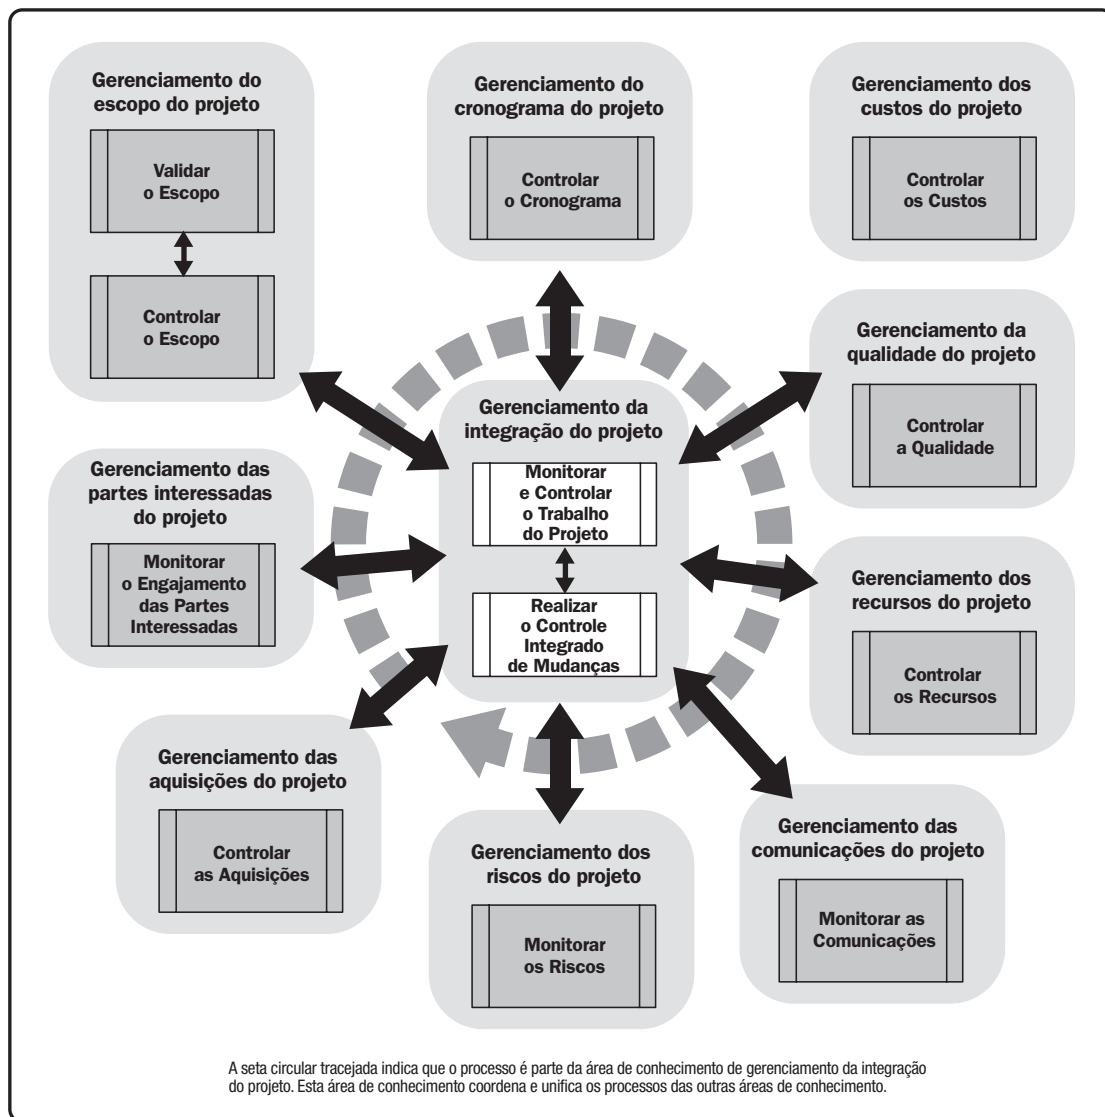 Gerenciamento do
escopo do projeto
Validar
o Escopo
Controlar
o Escopo
Gerenciamento do
cronograma do projeto
Controlar
o Cronograma
Gerenciamento dos
custos do projeto
Controlar
os Custos
Gerenciamento da
qualidade do projeto
Controlar
a Qualidade
Gerenciamento da
integração do projeto
Monitorar
e Controlar
o Trabalho
do Projeto
Realizar
o Controle
Integrado
de Mudanças
Gerenciamento das
partes interessadas
do projeto
Monitorar
o Engajamento
das Partes
Interessadas
Gerenciamento dos
recursos do projeto
Controlar
os Recursos
Gerenciamento das
aquisições do projeto
Controlar
as Aquisições
Gerenciamento dos
riscos do projeto
Monitorar
os Riscos
Gerenciamento das
comunicações do projeto
Monitorar as
Comunicações
A seta circular tracejada indica que o processo é parte da área de conhecimento de gerenciamento da integração
do projeto. Esta área de conhecimento coordena e unifica os processos das outras áreas de conhecimento.